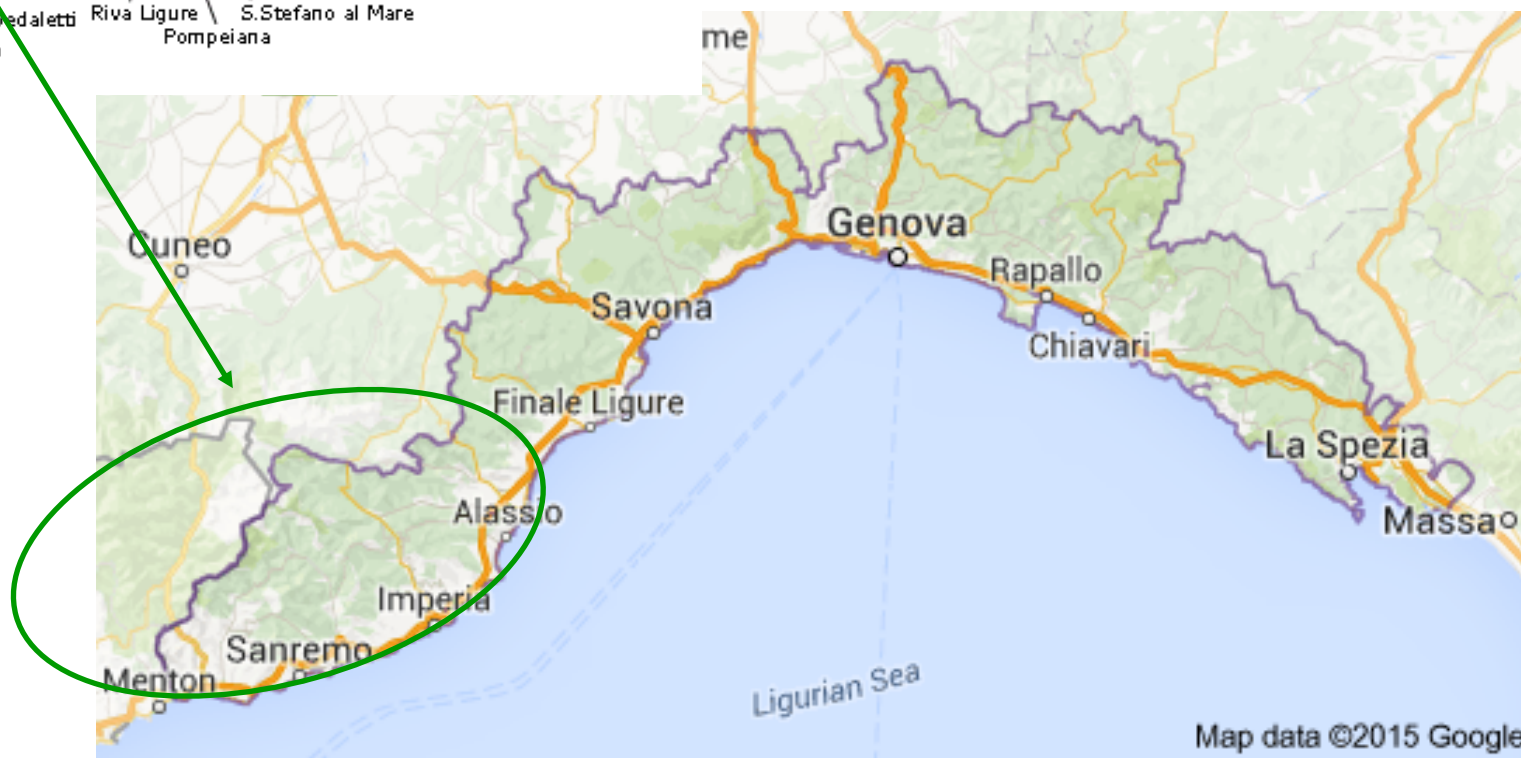 Riva Ligure \ S.Stefano al Mare
Pompeiana
Genova
Cuneo
Rapallo
Savona
Chiavari
Finale Ligure
La Spezia
Alassio
Massa
Imperia
Sanremo
Menton
Ligurian Sea
Map data ©2015 Google